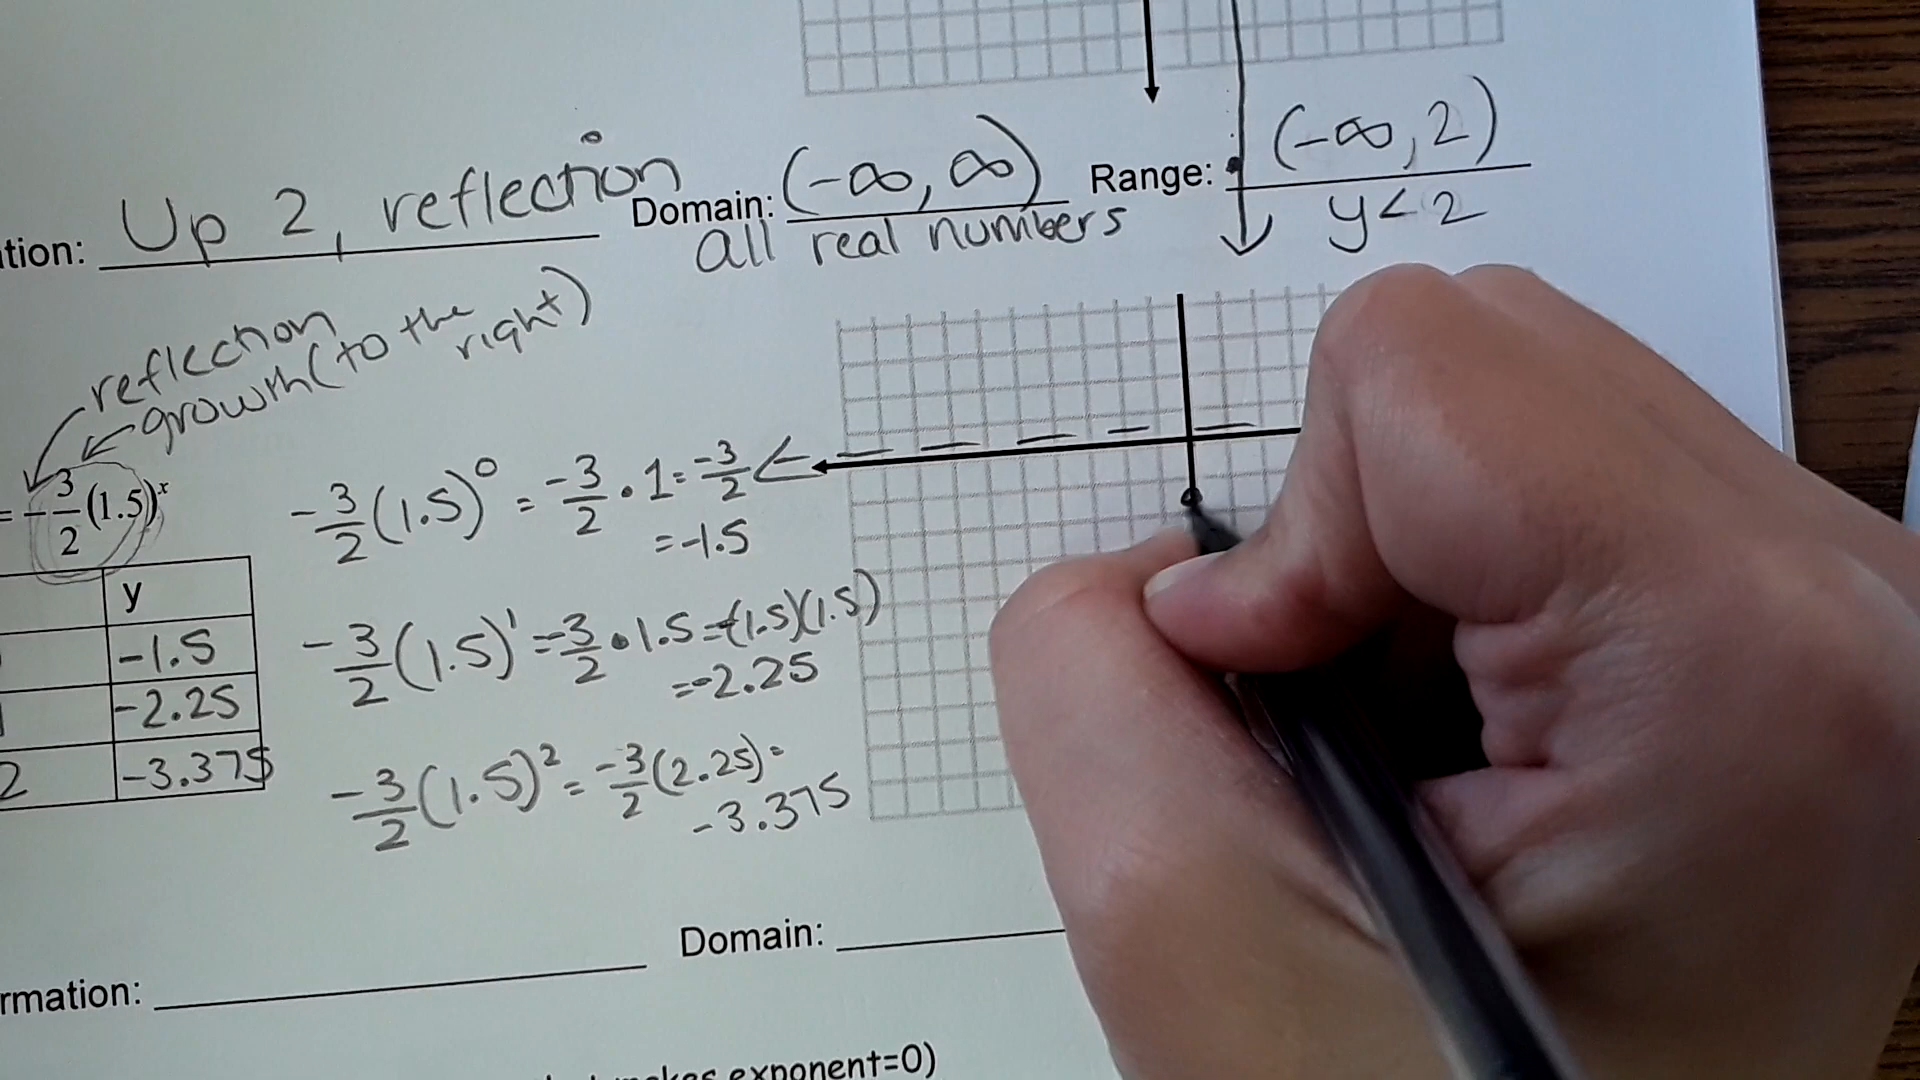 tion: Up 2, reflection Domain: (-∞, ∞) Range: (-∞, 2)
all real numbers y < 2
reflection
growth (to the right)
= -3/2 (1.5)^x
y
-1.5
-2.25
2 -3.375
-3/2 (1.5)^0 = -3/2 • 1 = -3/2
= -1.5
-3/2 (1.5)^1 = -3/2 • 1.5 = -(1.5)(1.5)
= -2.25
-3/2 (1.5)^2 = -3/2 (2.25) =
-3.375
Domain:
rmation:
exponent=0)